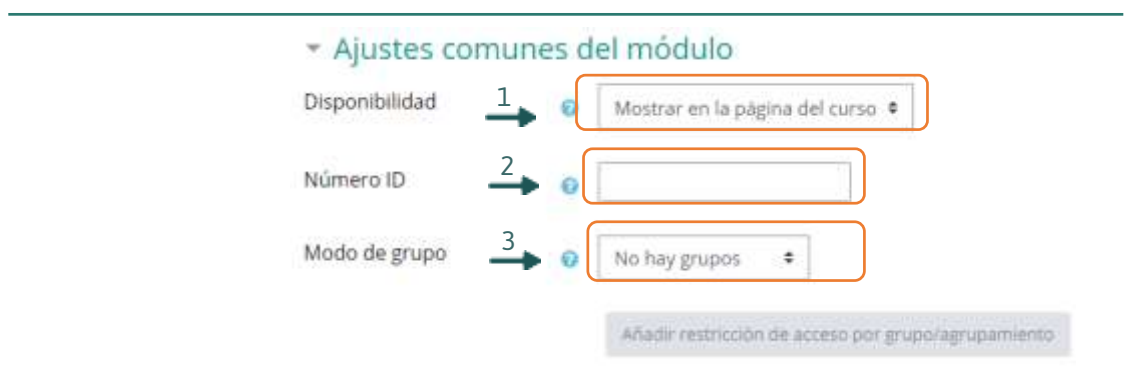 Ajustes comunes del módulo
Disponibilidad 1 Mostrar en la página del curso
Número ID 2
Modo de grupo 3 No hay grupos
Añadir restricción de acceso por grupo/agrupamiento